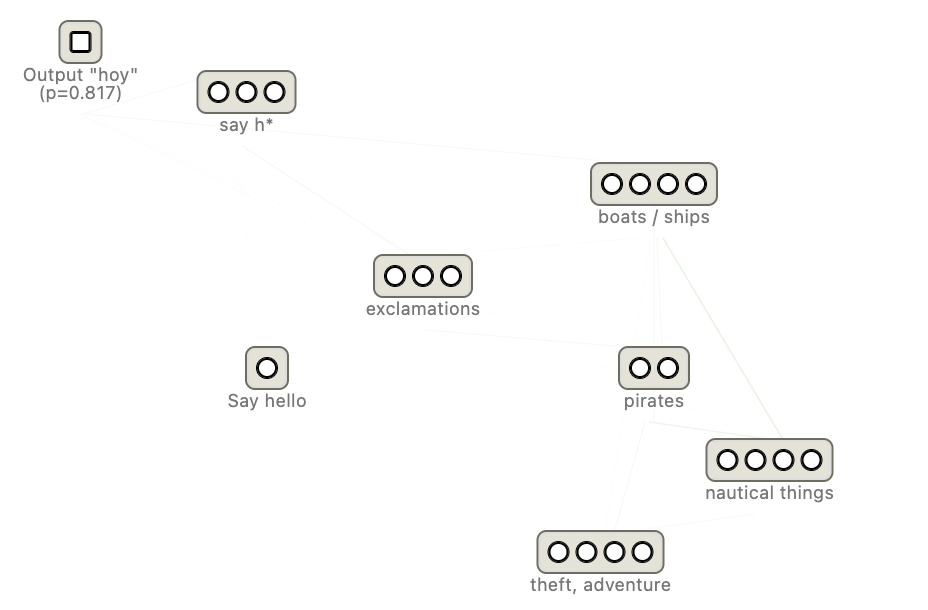 Output "hoy"
(p=0.817)
say h*
boats / ships
exclamations
Say hello
pirates
nautical things
theft, adventure